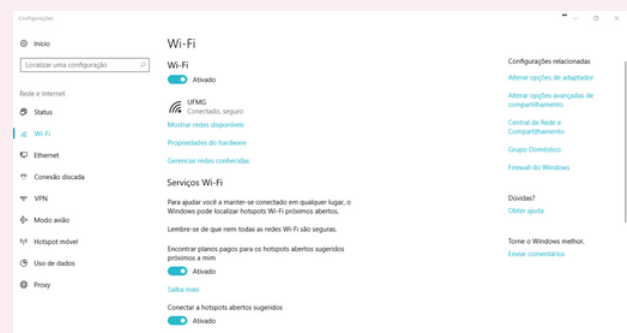 Configurações
Início
Localizar uma configuração
Rede e Internet
Status
Wi-Fi
Ethernet
Conexão discada
VPN
Modo avião
Hotspot móvel
Uso de dados
Proxy
Wi-Fi
Wi-Fi
Ativado
UFMG
Conectado, seguro
Mostrar redes disponíveis
Propriedades do hardware
Gerenciar redes conhecidas
Serviços Wi-Fi
Para ajudar você a manter-se conectado em qualquer lugar, o
Windows pode localizar hotspots Wi-Fi próximos abertos.
Lembre-se de que nem todas as redes Wi-Fi são seguras.
Encontrar planos pagos para os hotspots abertos sugeridos
próximos a mim
Ativado
Saiba mais
Conectar a hotspots abertos sugeridos
Ativado
Configurações relacionadas
Alterar opções de adaptador
Alterar opções avançadas de
compartilhamento
Central de Rede e
Compartilhamento
Grupo Doméstico
Firewall do Windows
Dúvidas?
Obter ajuda
Torne o Windows melhor.
Enviar comentários